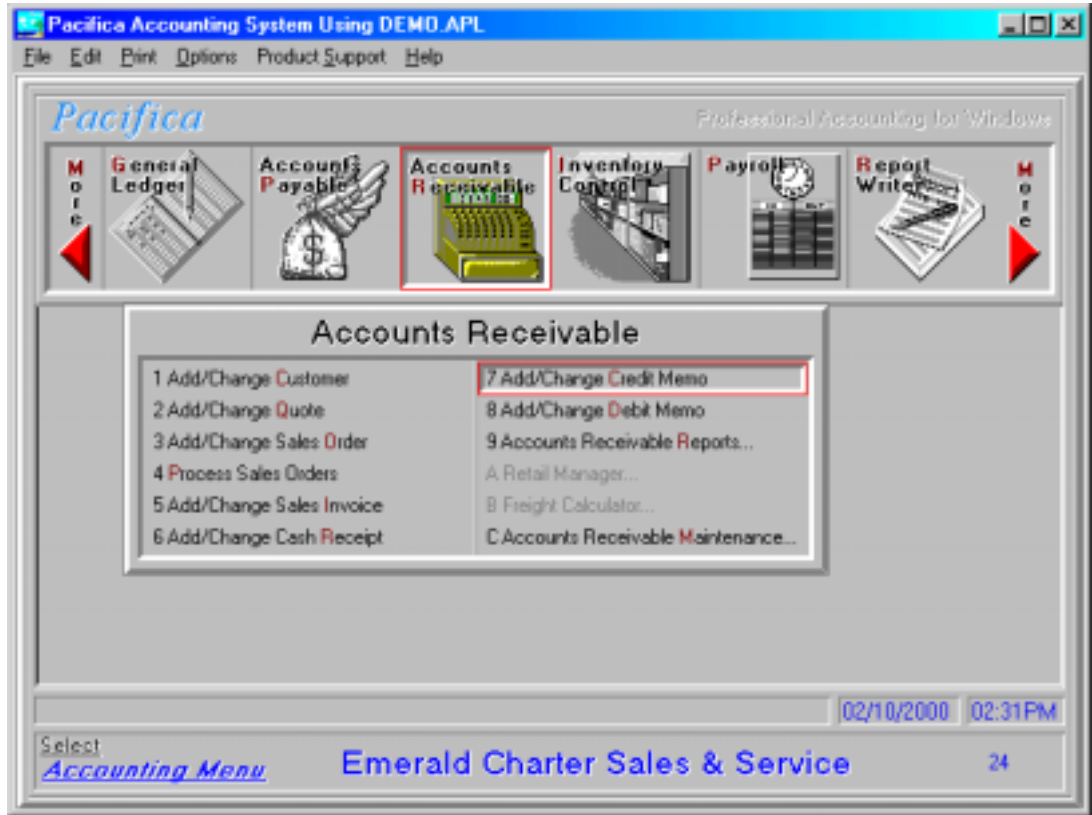 Pacifica Accounting System Using DEMO.APL
File Edit Print Options Product Support Help
Pacifica
Professional Accounting for Windows
More
General
Ledger
Accounts
Payable
Accounts
Receivable
Inventory
Control
Payroll
Report
Writer
More
Accounts Receivable
1 Add/Change Customer
2 Add/Change Quote
3 Add/Change Sales Order
4 Process Sales Orders
5 Add/Change Sales Invoice
6 Add/Change Cash Receipt
7 Add/Change Credit Memo
8 Add/Change Debit Memo
9 Accounts Receivable Reports...
A Retail Manager...
B Freight Calculator...
C Accounts Receivable Maintenance...
02/10/2000 02:31PM
Select
Accounting Menu
Emerald Charter Sales & Service
24